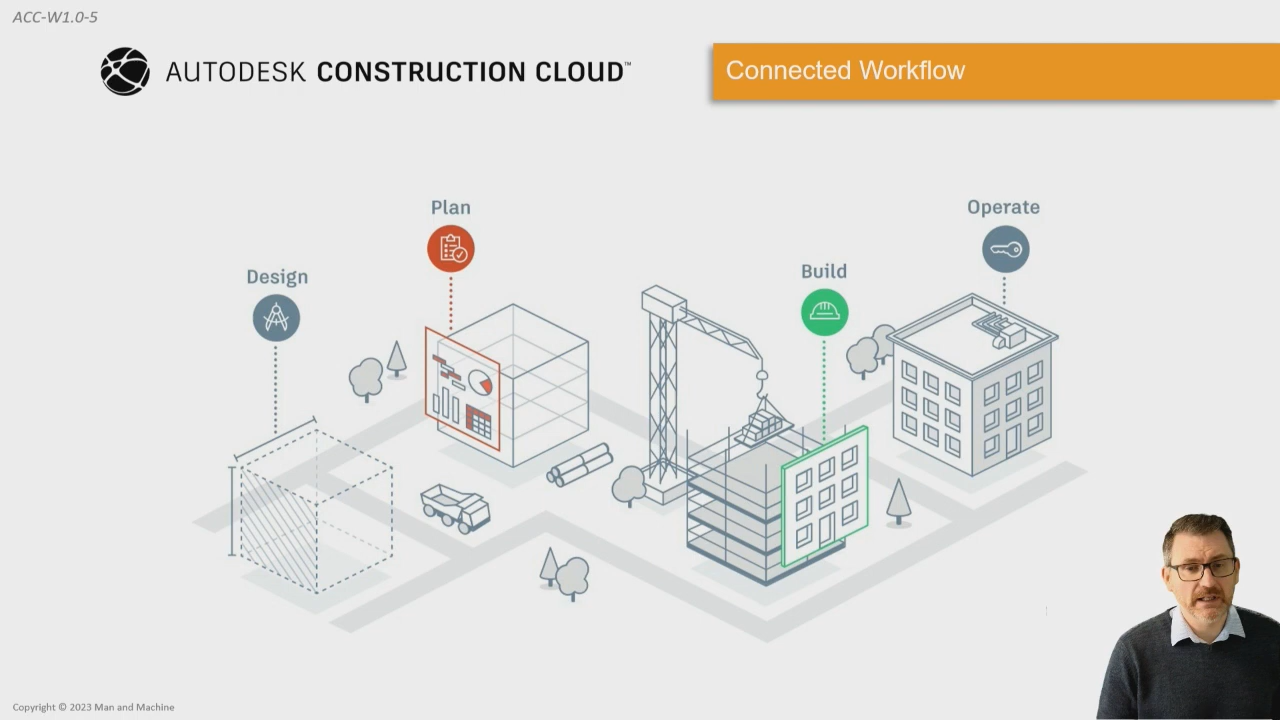 ACC-W1.0-5
AUTODESK CONSTRUCTION CLOUD™
Connected Workflow
Plan
Operate
Design
Build
Copyright © 2023 Man and Machine